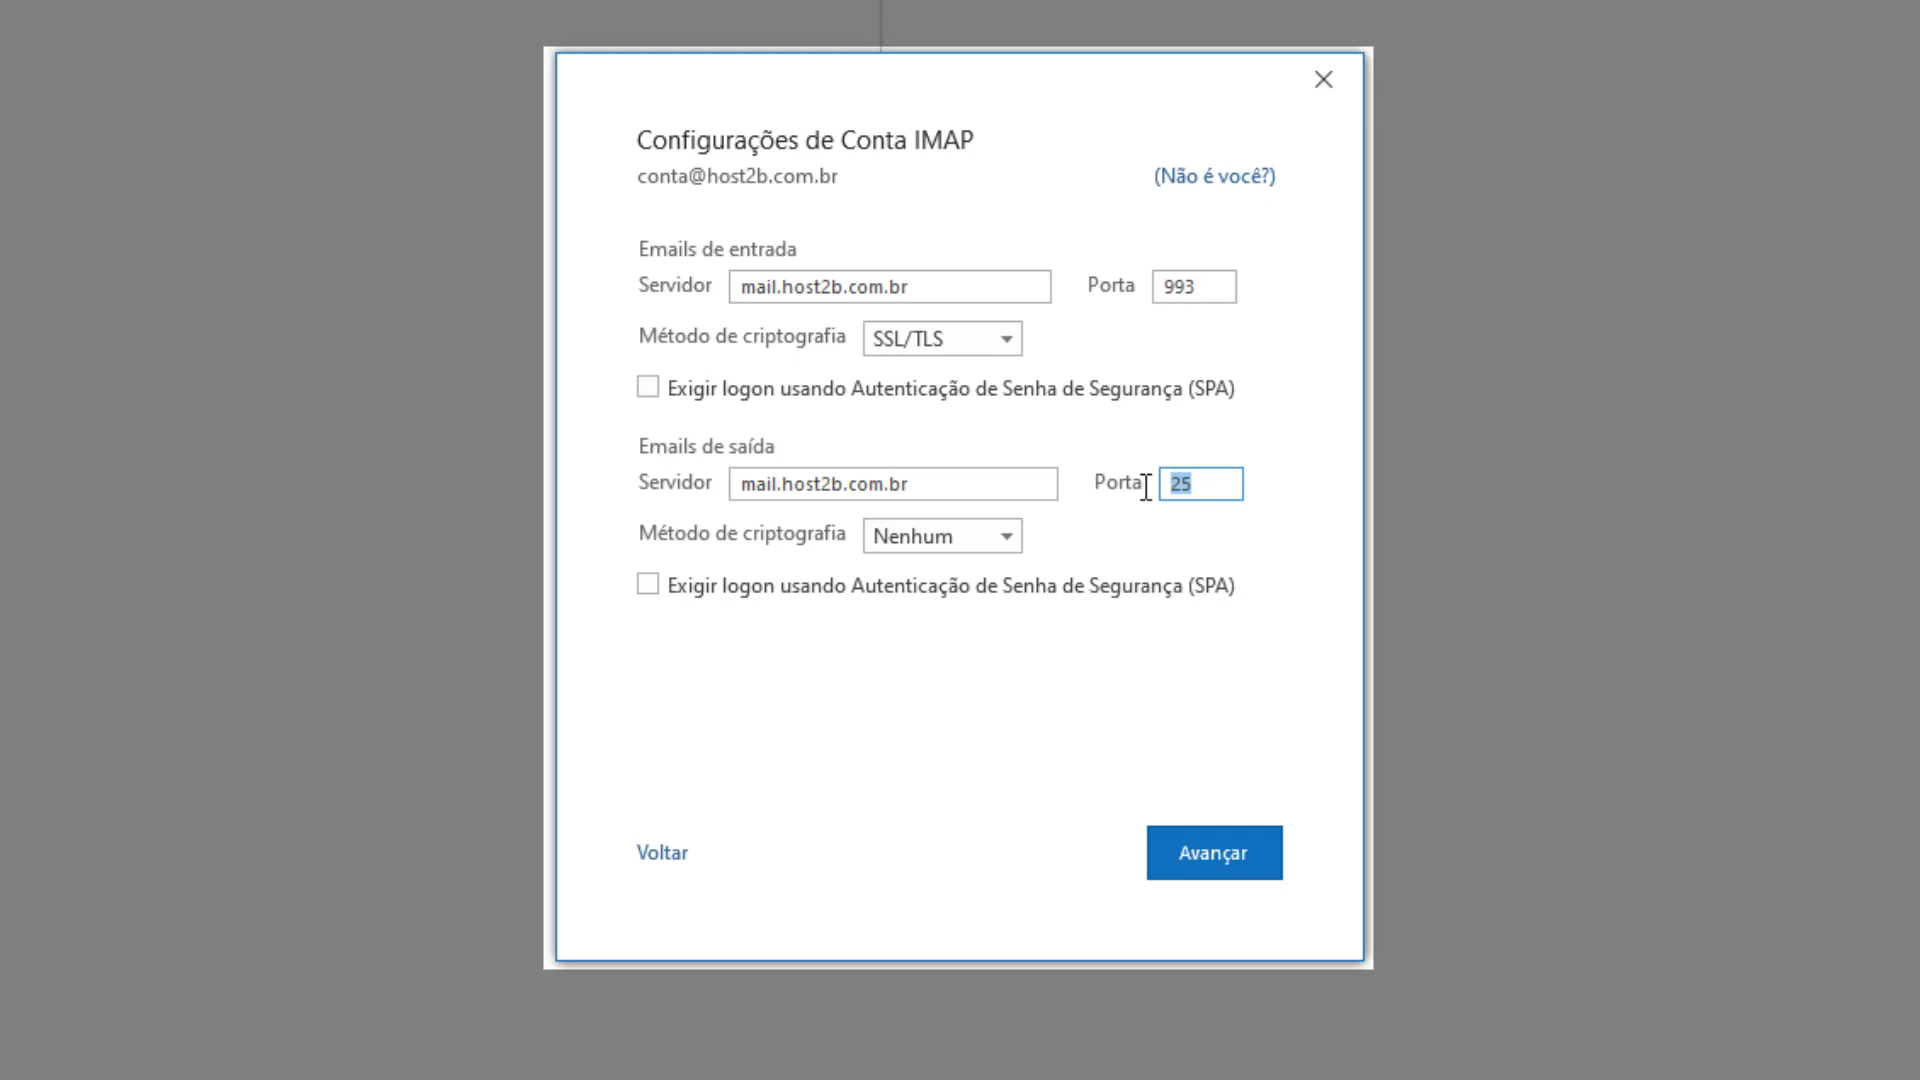 Configurações de Conta IMAP
conta@host2b.com.br (Não é você?)
Emails de entrada
Servidor mail.host2b.com.br Porta 993
Método de criptografia SSL/TLS
Exigir logon usando Autenticação de Senha de Segurança (SPA)
Emails de saída
Servidor mail.host2b.com.br Porta 25
Método de criptografia Nenhum
Exigir logon usando Autenticação de Senha de Segurança (SPA)
Voltar Avançar